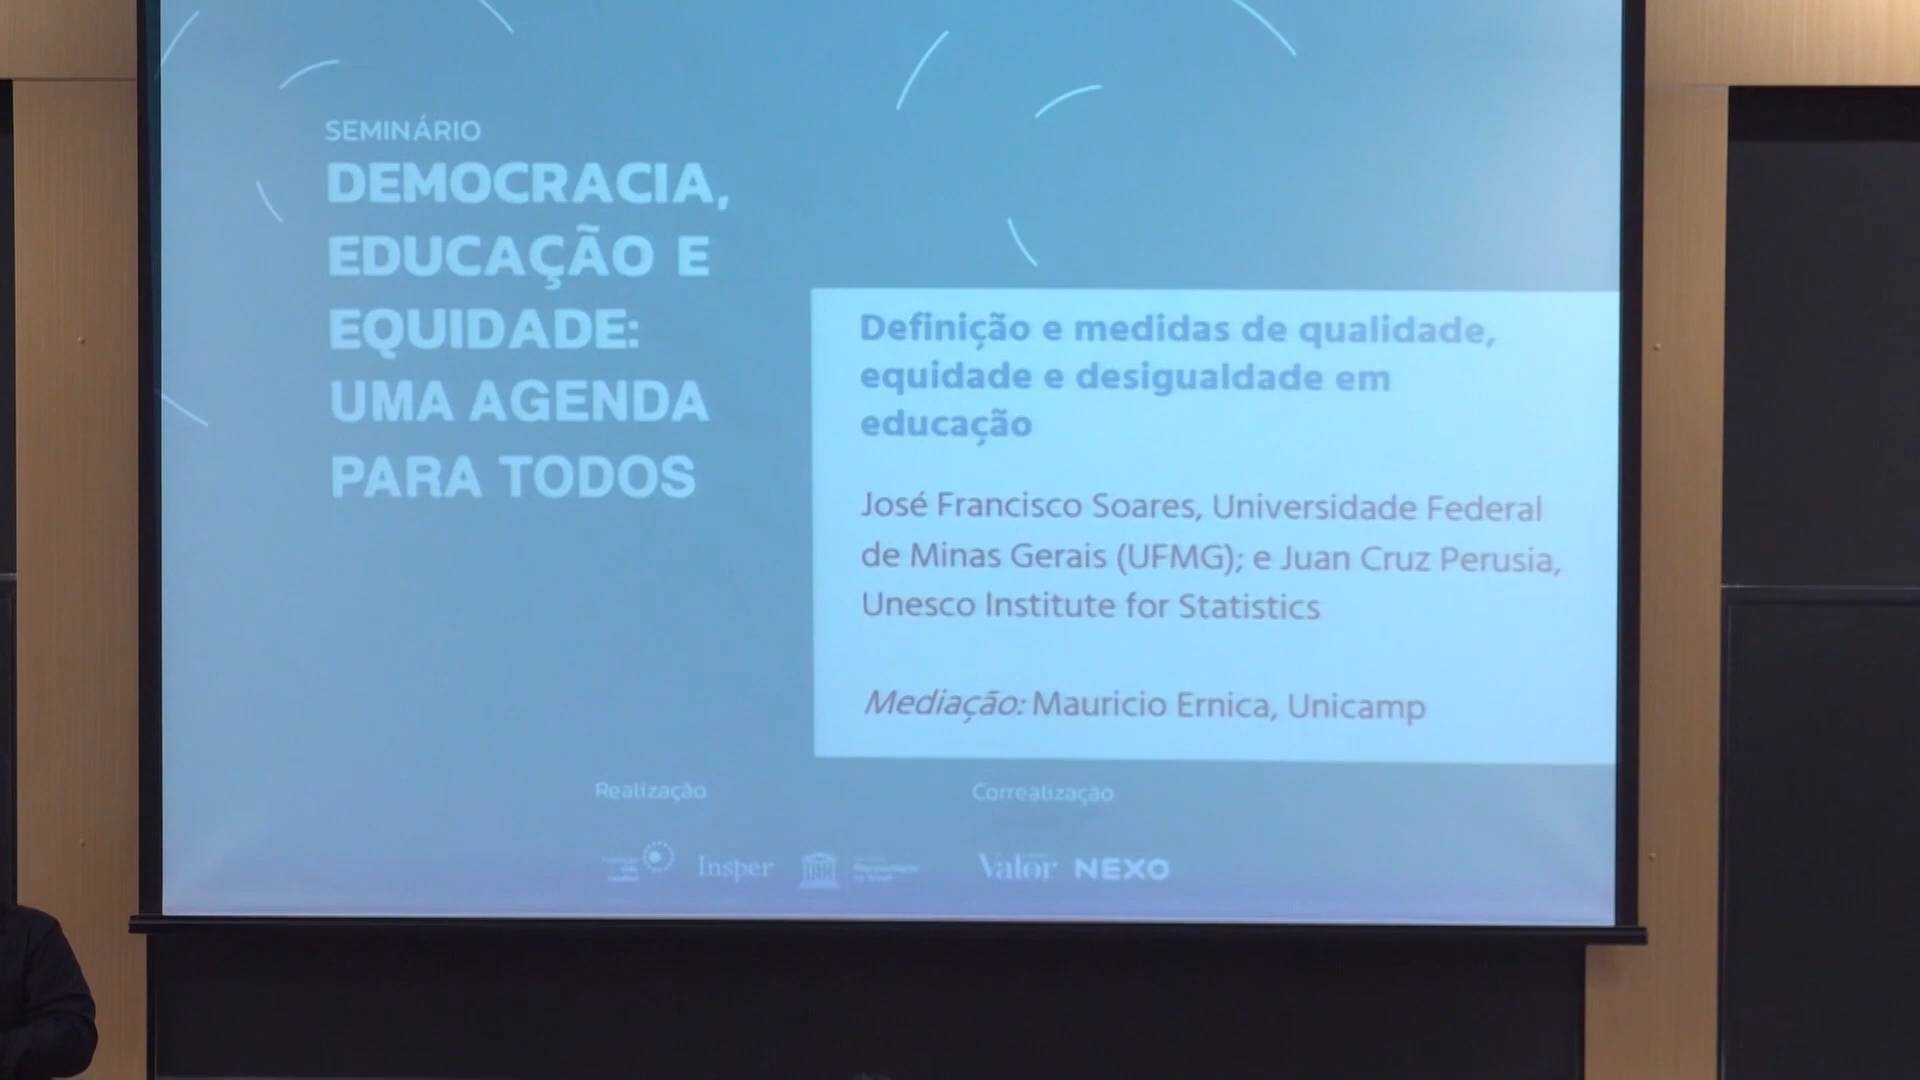 SEMINÁRIO
DEMOCRACIA,
EDUCAÇÃO E
EQUIDADE:
UMA AGENDA
PARA TODOS
Definição e medidas de qualidade,
equidade e desigualdade em
educação
José Francisco Soares, Universidade Federal
de Minas Gerais (UFMG); e Juan Cruz Perusia,
Unesco Institute for Statistics
Mediação: Mauricio Ernica, Unicamp
Realização
Correalização
Insper
Valor NEXO